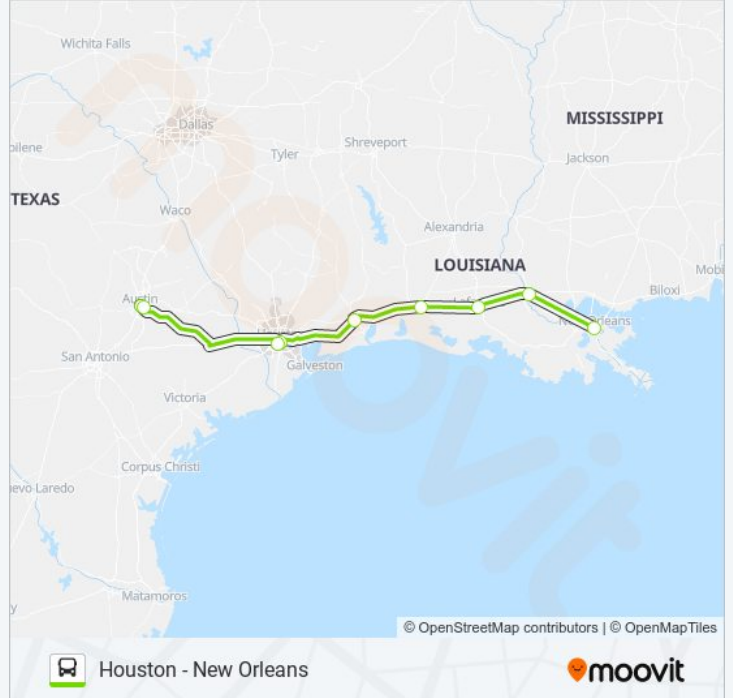 Wichita Falls
Dallas
MISSISSIPPI
bilene
Tyler
Shreveport
Jackson
TEXAS
Waco
Alexandria
LOUISIANA
Mobi
Biloxi
Austin
San Antonio
Galveston
Victoria
Corpus Christi
uevo Laredo
Matamoros
y
© OpenStreetMap contributors | © OpenMapTiles
Houston - New Orleans
moovit